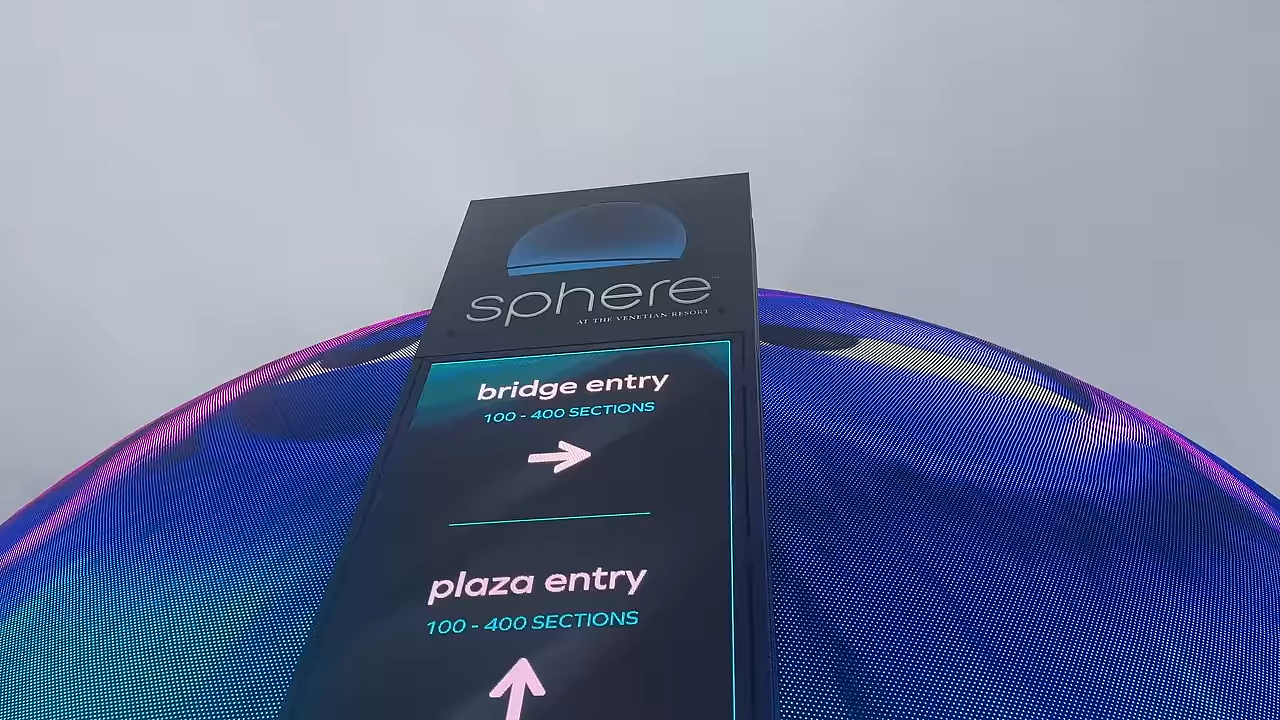 sphere
AT THE VENETIAN RESORT
bridge entry
100 - 400 SECTIONS
plaza entry
100 - 400 SECTIONS